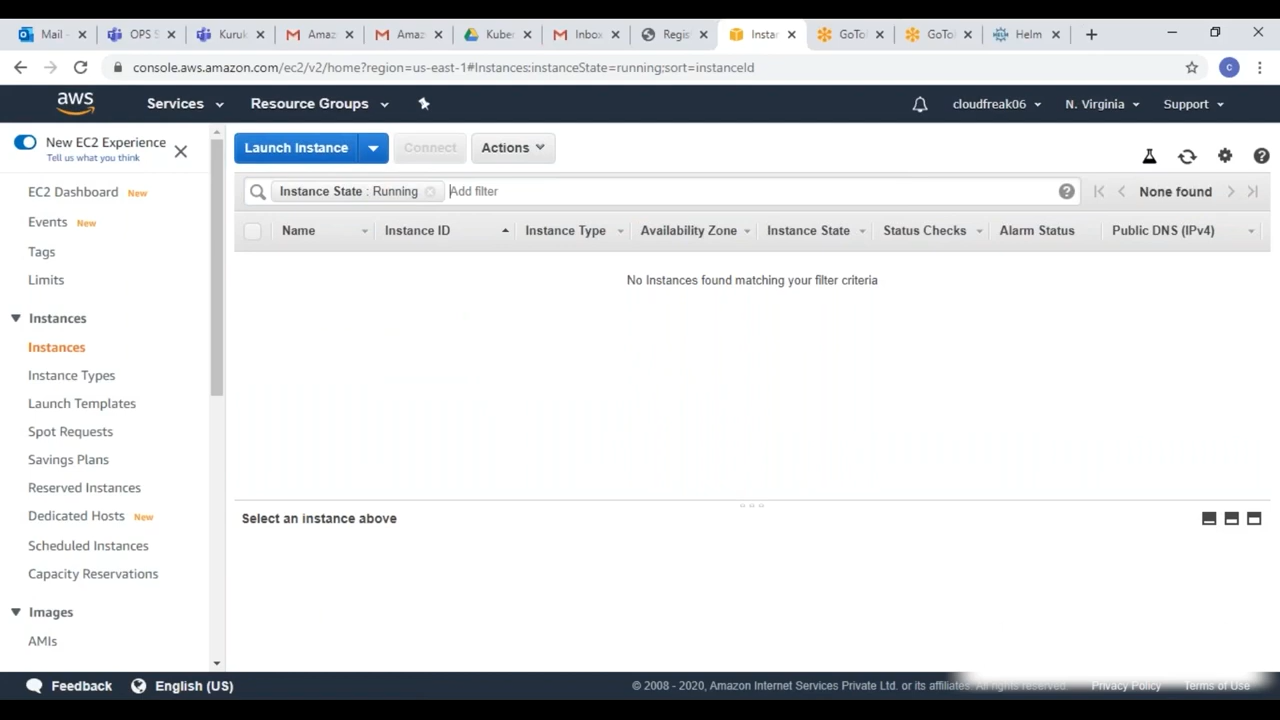 Mail - OPS S Kuruk Amaz Amaz Kuber Inbox Regis Instar GoTo GoTo Helm
console.aws.amazon.com/ec2/v2/home?region=us-east-1#Instances:instanceState=running;sort=instanceId
C
aws Services Resource Groups cloudfreak06 N. Virginia Support
New EC2 Experience
Tell us what you think
Launch Instance Connect Actions
EC2 Dashboard New
Instance State : Running Add filter None found
Events New
Name Instance ID Instance Type Availability Zone Instance State Status Checks Alarm Status Public DNS (IPv4)
Tags
Limits
No Instances found matching your filter criteria
Instances
Instances
Instance Types
Launch Templates
Spot Requests
Savings Plans
Reserved Instances
Dedicated Hosts New
Select an instance above
Scheduled Instances
Capacity Reservations
Images
AMIs
Feedback English (US) © 2008 - 2020, Amazon Internet Services Private Ltd. or its affiliates. All rights reserved. Privacy Policy Terms of Use